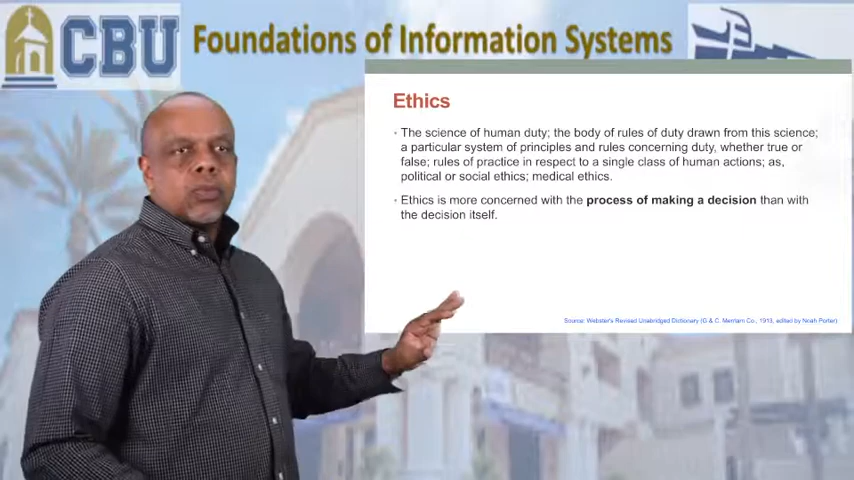 CBU
Foundations of Information Systems
Ethics
The science of human duty; the body of rules of duty drawn from this science;
a particular system of principles and rules concerning duty, whether true or
false; rules of practice in respect to a single class of human actions; as,
political or social ethics; medical ethics.
Ethics is more concerned with the process of making a decision than with
the decision itself.
Source: Webster's Revised Unabridged Dictionary (G & C. Merriam Co., 1913, edited by Noah Porter)